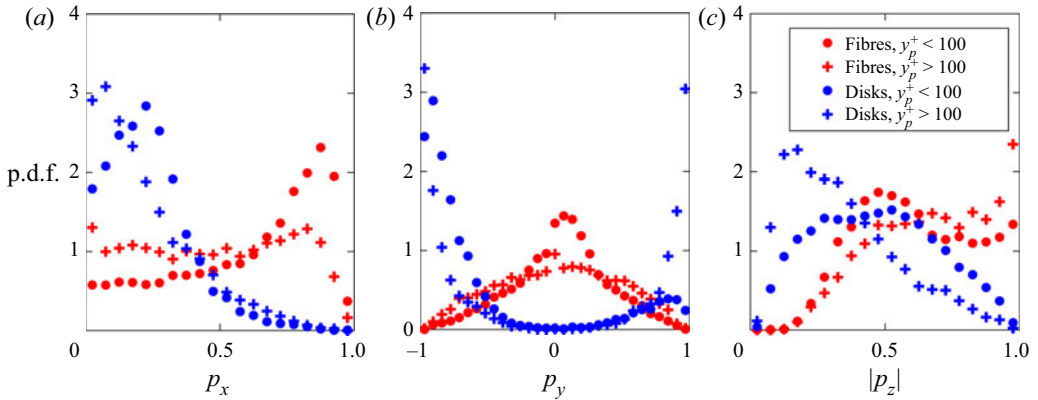 (a)
(b)
(c)
4
3
2
1
0
p.d.f.
0.5
1.0
p_x
4
3
2
1
0
−1
0
1
p_y
4
3
2
1
0
0.5
1.0
|p_z|
Fibres, y_p^+ < 100
Fibres, y_p^+ > 100
Disks, y_p^+ < 100
Disks, y_p^+ > 100